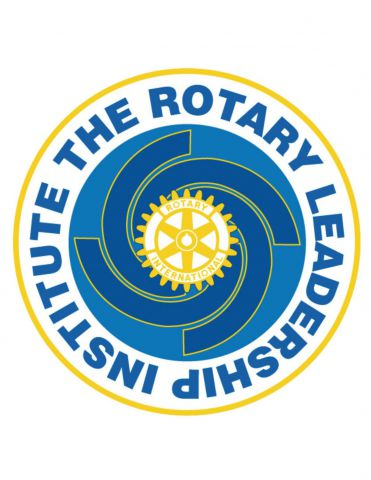 THE ROTARY LEADERSHIP INSTITUTE
ROTARY
INTERNATIONAL